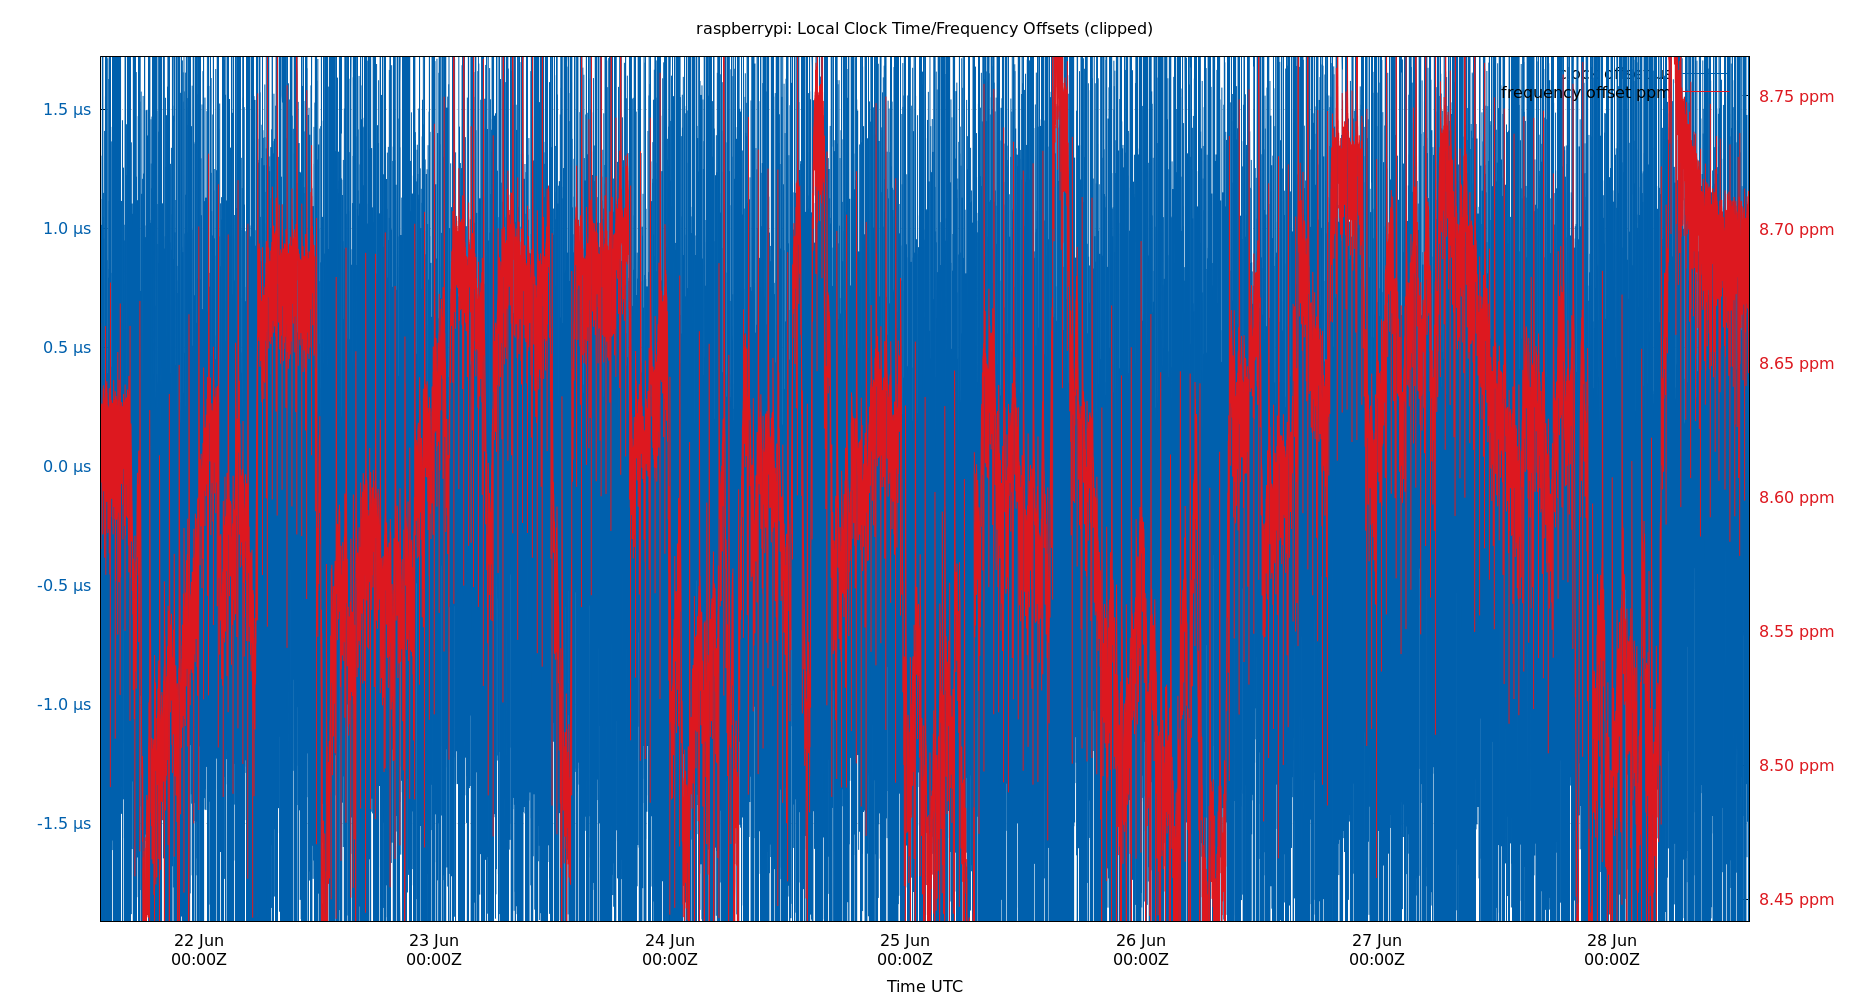 raspberrypi: Local Clock Time/Frequency Offsets (clipped)
clock offset µs
frequency offset ppm
1.5 µs
1.0 µs
0.5 µs
0.0 µs
-0.5 µs
-1.0 µs
-1.5 µs
8.75 ppm
8.70 ppm
8.65 ppm
8.60 ppm
8.55 ppm
8.50 ppm
8.45 ppm
22 Jun
00:00Z
23 Jun
00:00Z
24 Jun
00:00Z
25 Jun
00:00Z
26 Jun
00:00Z
27 Jun
00:00Z
28 Jun
00:00Z
Time UTC